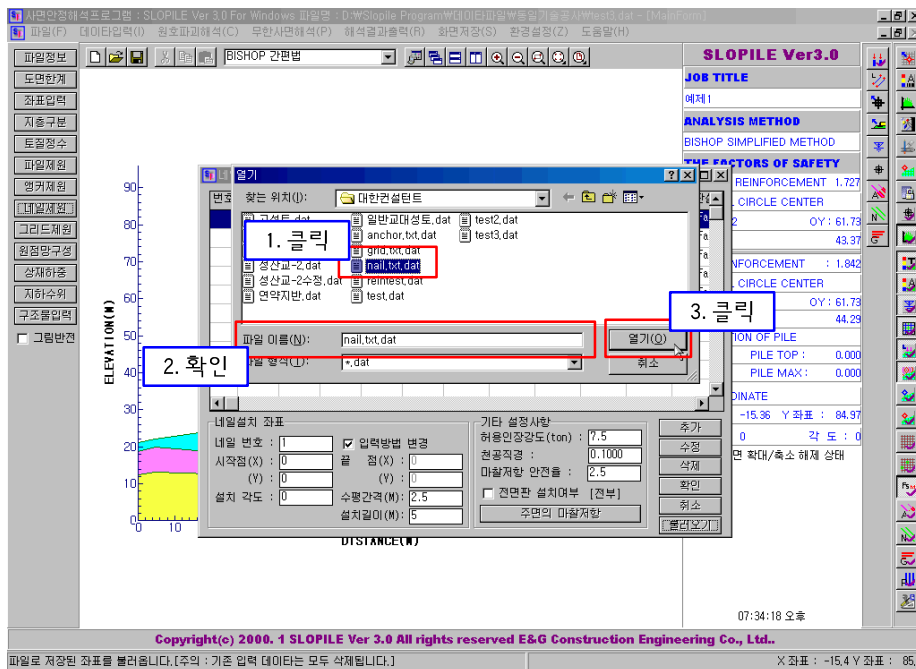 사면안정해석프로그램 : SLOPILE Ver 3.0 For Windows 파일명 : D:\Slopile Program\데이타파일\동일기술공사\test3.dat - [MainForm]
파일(F) 데이타입력(I) 원호파괴해석(C) 무한사면해석(P) 해석결과출력(R) 화면저장(S) 환경설정(Z) 도움말(H)
BISHOP 간편법
파일정보
도면한계
좌표입력
지층구분
토질정수
파일제원
앵커제원
네일제원
그리드제원
원점망구성
상재하중
지하수위
구조물입력
그림반전
SLOPILE Ver3.0
JOB TITLE
예제1
ANALYSIS METHOD
BISHOP SIMPLIFIED METHOD
THE FACTORS OF SAFETY
REINFORCEMENT 1.727
CIRCLE CENTER
2 OY: 61.73
43.37
NFORCEMENT : 1.842
CIRCLE CENTER
OY: 61.73
44.29
ION OF PILE
PILE TOP : 0.000
PILE MAX : 0.000
DINATE
-15.36 Y 좌표 : 84.97
0 각 도 : 0
면 확대/축소 해제 상태
07:34:18 오후
ELEVATION(M)
90
80
60
50
40
30
20
10
0
0 10
DISTANCE(M)
열기
번호
찾는 위치(I): 대한컨설턴트
고성토.dat
성산교-2.dat
성산교-2수정.dat
연약지반.dat
일반교대성토.dat
anchor.txt.dat
grid.txt.dat
nail.txt.dat
reintest.dat
test.dat
test2.dat
test3.dat
1. 클릭
2. 확인
3. 클릭
파일 이름(N): nail.txt.dat
파일 형식(T): *.dat
열기(O)
취소
네일설치 좌표
네일 번호 : 1
입력방법 변경
시작점(X) : 0 끝 점(X) : 0
(Y) : 0 (Y) : 0
설치 각도 : 0 수평간격(M): 2.5
설치길이(M): 5
기타 설정사항
허용인장강도(ton) : 7.5
천공직경 : 0.1000
마찰저항 안전율 : 2.5
전면판 설치여부 [전부]
주면의 마찰저항
추가
수정
삭제
확인
취소
불러오기
Copyright(c) 2000. 1 SLOPILE Ver 3.0 All rights reserved E&G Construction Engineering Co., Ltd..
파일로 저장된 좌표를 불러옵니다.[주의 : 기존 입력 데이타는 모두 삭제됩니다.]
X 좌표 : -15.4 Y 좌표 : 85.